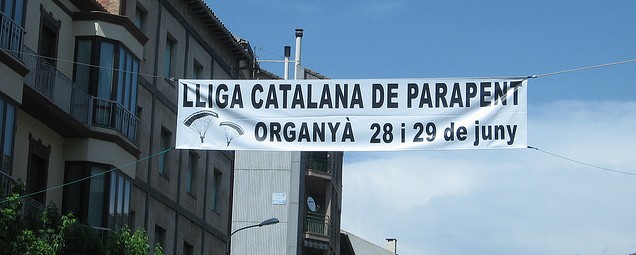 LLIGA CATALANA DE PARAPENT
ORGANYÀ 28 i 29 de juny